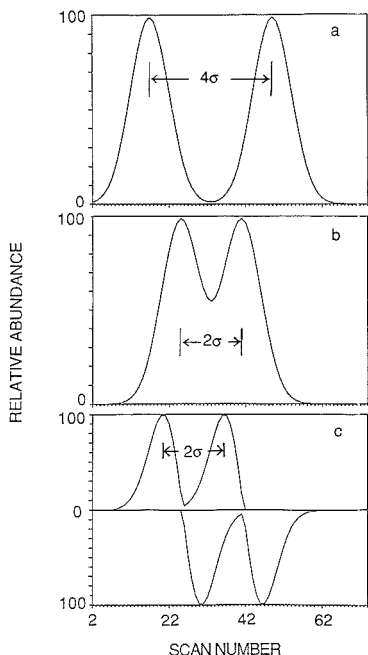 a
100
4σ
0
b
100
2σ
0
c
100
2σ
0
100
2 22 42 62
SCAN NUMBER
RELATIVE ABUNDANCE